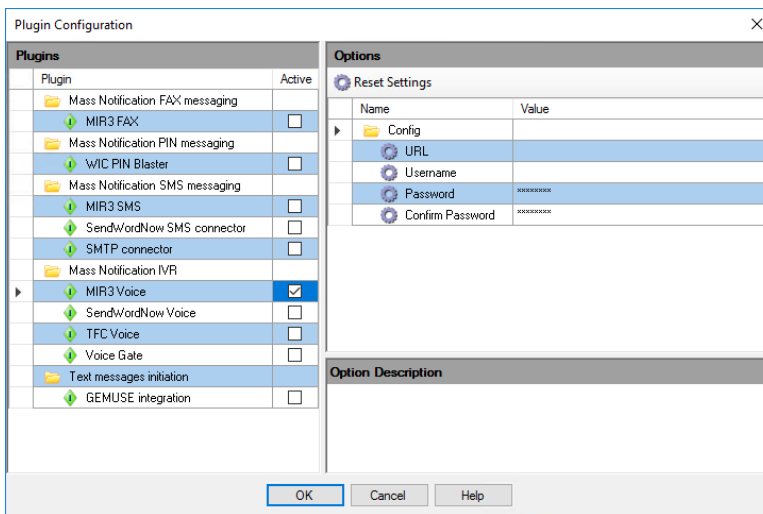 Plugin Configuration
Plugins
Plugin Active
Mass Notification FAX messaging
MIR3 FAX
Mass Notification PIN messaging
WIC PIN Blaster
Mass Notification SMS messaging
MIR3 SMS
SendWordNow SMS connector
SMTP connector
Mass Notification IVR
MIR3 Voice
SendWordNow Voice
TFC Voice
Voice Gate
Text messages initiation
GEMUSE integration
Options
Reset Settings
Name Value
Config
URL
Username
Password ********
Confirm Password ********
Option Description
OK Cancel Help